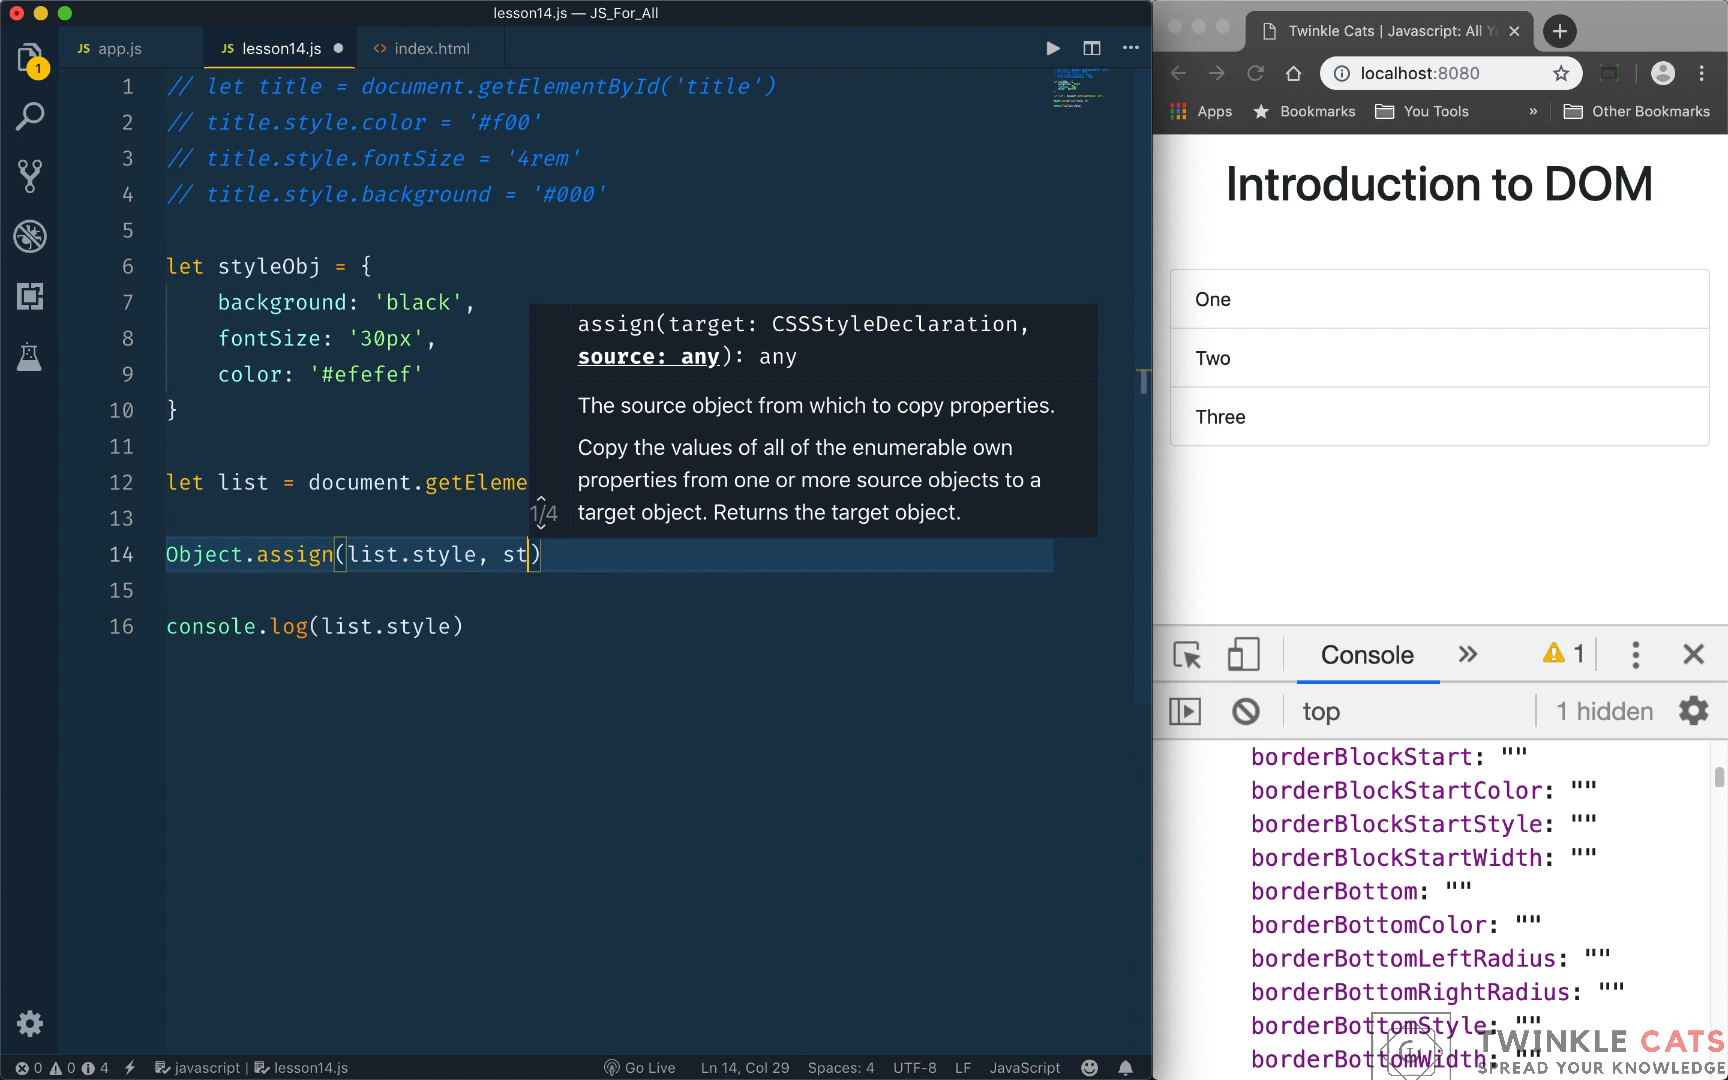 lesson14.js — JS_For_All
JS app.js
JS lesson14.js
<> index.html
1 // let title = document.getElementById('title')
2 // title.style.color = '#f00'
3 // title.style.fontSize = '4rem'
4 // title.style.background = '#000'
5
6 let styleObj = {
7 background: 'black',
8 fontSize: '30px',
9 color: '#efefef'
10 }
11
12 let list = document.getEleme
13
14 Object.assign(list.style, st)
15
16 console.log(list.style)
assign(target: CSSStyleDeclaration,
source: any): any
The source object from which to copy properties.
Copy the values of all of the enumerable own
properties from one or more source objects to a
target object. Returns the target object.
1/4
1
0 0 4 javascript | lesson14.js Go Live Ln 14, Col 29 Spaces: 4 UTF-8 LF JavaScript
Twinkle Cats | Javascript: All Y
localhost:8080
Apps Bookmarks You Tools » Other Bookmarks
Introduction to DOM
One
Two
Three
Console 1
top 1 hidden
borderBlockStart: ""
borderBlockStartColor: ""
borderBlockStartStyle: ""
borderBlockStartWidth: ""
borderBottom: ""
borderBottomColor: ""
borderBottomLeftRadius: ""
borderBottomRightRadius: ""
borderBottomStyle: ""
borderBottomWidth: ""
TWINKLE CATS
SPREAD YOUR KNOWLEDGE